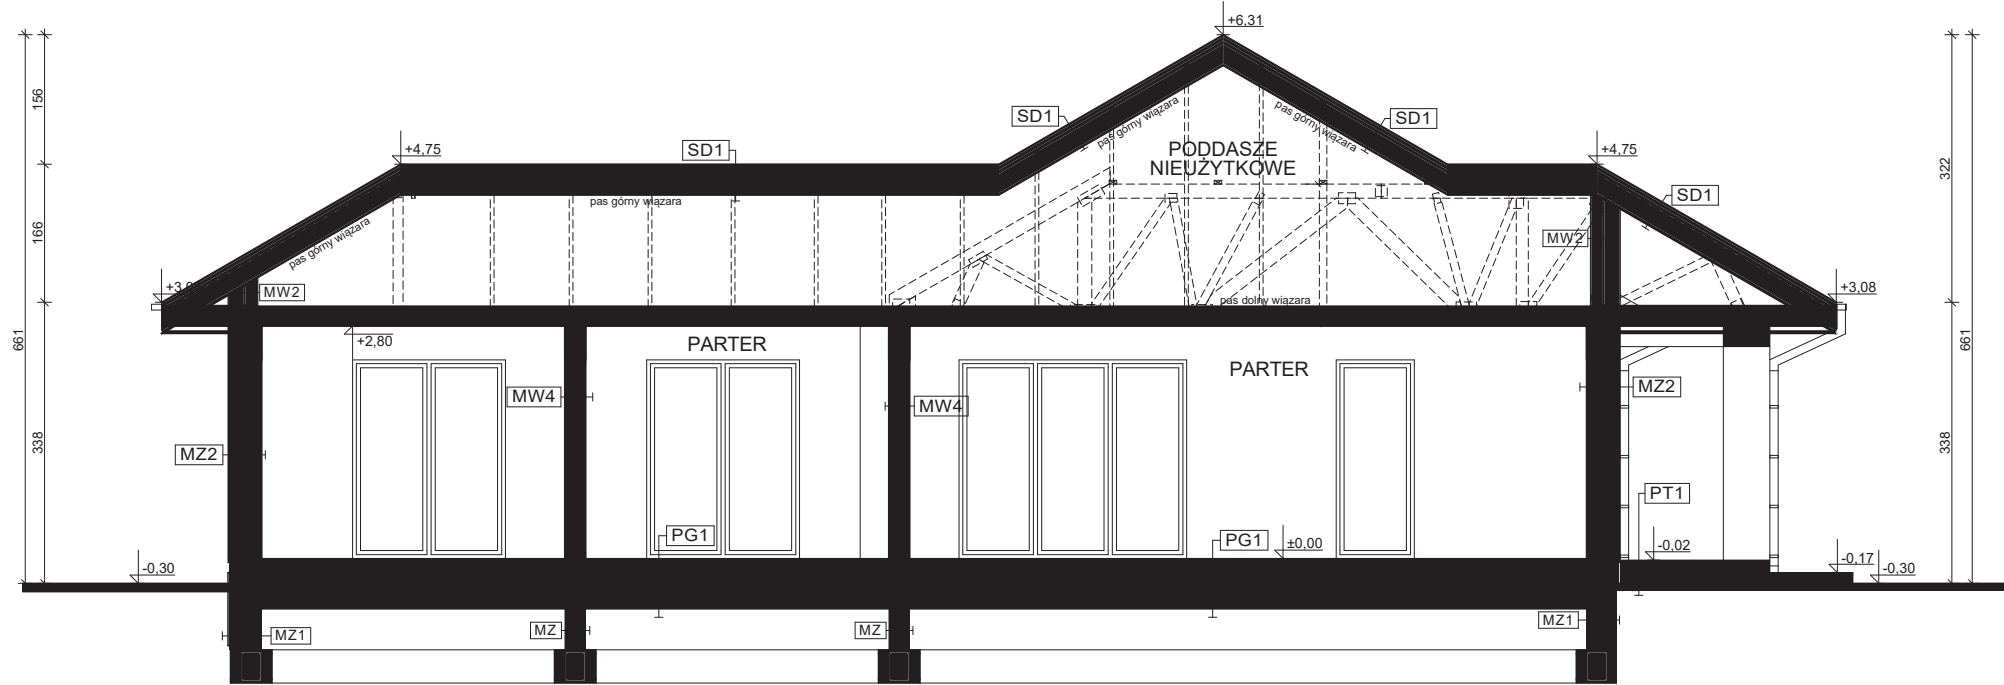 +6,31
156
SD1
pas górny wiązara
pas górny wiązara
SD1
+4,75
SD1
PODDASZE
NIEUŻYTKOWE
+4,75
322
pas górny wiązara
SD1
166
pas górny wiązara
MW2
MW2
pas dolny wiązara
+3,08
661
+2,80
PARTER
PARTER
661
MW4
MW4
MZ2
338
MZ2
338
PT1
PG1
PG1
±0,00
-0,02
-0,30
-0,17
-0,30
MZ1
MZ
MZ
MZ1